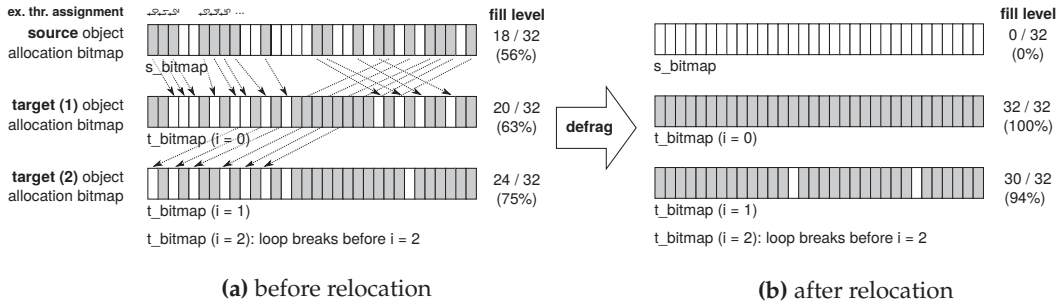 ex. thr. assignment
source object
allocation bitmap
s_bitmap
fill level
18 / 32
(56%)
target (1) object
allocation bitmap
t_bitmap (i = 0)
20 / 32
(63%)
target (2) object
allocation bitmap
t_bitmap (i = 1)
24 / 32
(75%)
t_bitmap (i = 2): loop breaks before i = 2
(a) before relocation
defrag
fill level
0 / 32
(0%)
s_bitmap
32 / 32
(100%)
t_bitmap (i = 0)
30 / 32
(94%)
t_bitmap (i = 1)
t_bitmap (i = 2): loop breaks before i = 2
(b) after relocation